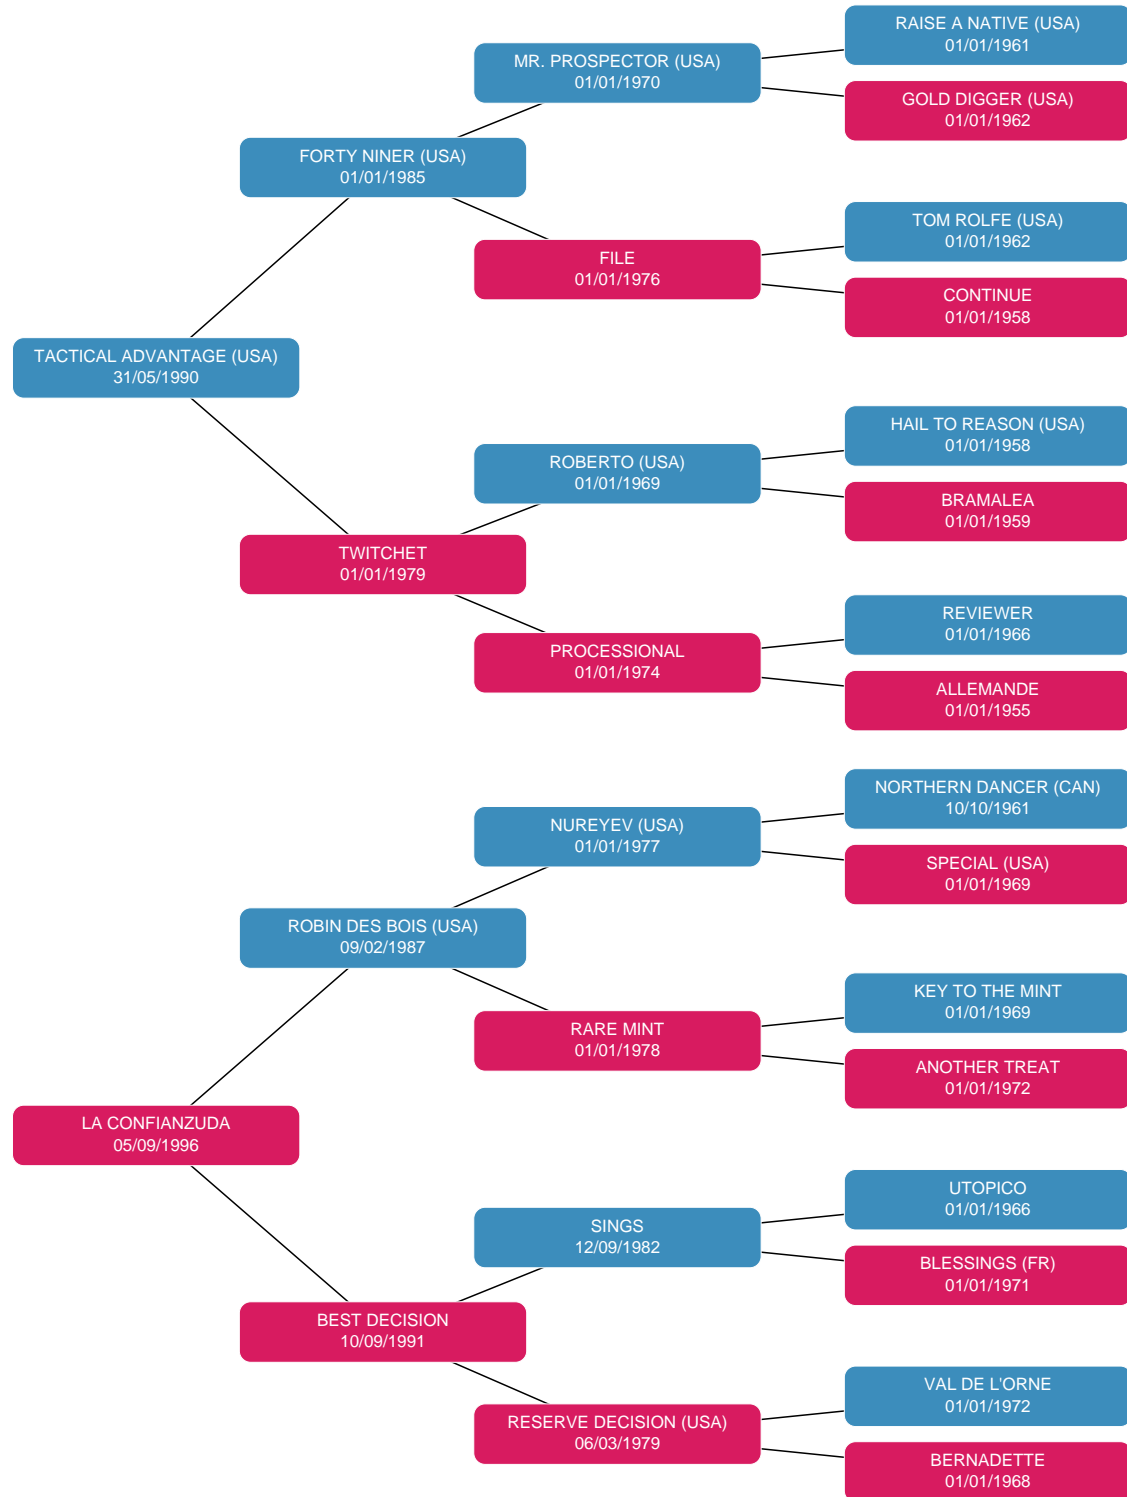 RAISE A NATIVE (USA)
01/01/1961
MR. PROSPECTOR (USA)
01/01/1970
GOLD DIGGER (USA)
01/01/1962
FORTY NINER (USA)
01/01/1985
TOM ROLFE (USA)
01/01/1962
FILE
01/01/1976
CONTINUE
01/01/1958
TACTICAL ADVANTAGE (USA)
31/05/1990
HAIL TO REASON (USA)
01/01/1958
ROBERTO (USA)
01/01/1969
BRAMALEA
01/01/1959
TWITCHET
01/01/1979
REVIEWER
01/01/1966
PROCESSIONAL
01/01/1974
ALLEMANDE
01/01/1955
NORTHERN DANCER (CAN)
10/10/1961
NUREYEV (USA)
01/01/1977
SPECIAL (USA)
01/01/1969
ROBIN DES BOIS (USA)
09/02/1987
KEY TO THE MINT
01/01/1969
RARE MINT
01/01/1978
ANOTHER TREAT
01/01/1972
LA CONFIANZUDA
05/09/1996
UTOPICO
01/01/1966
SINGS
12/09/1982
BLESSINGS (FR)
01/01/1971
BEST DECISION
10/09/1991
VAL DE L'ORNE
01/01/1972
RESERVE DECISION (USA)
06/03/1979
BERNADETTE
01/01/1968